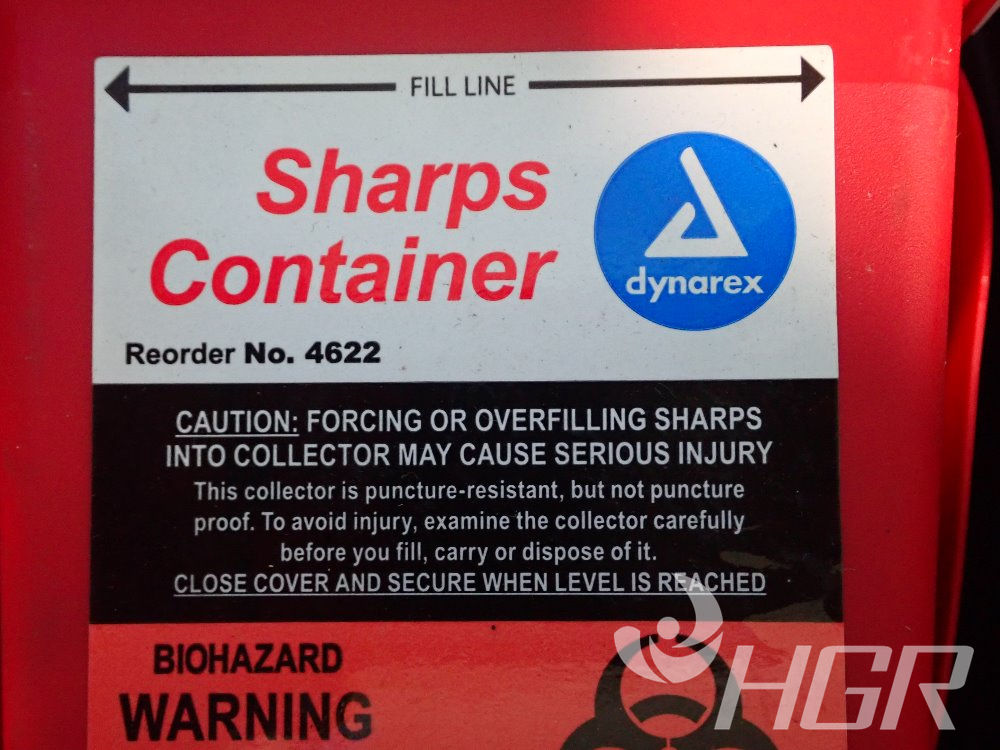 FILL LINE
Sharps
Container
dynarex
Reorder No. 4622
CAUTION: FORCING OR OVERFILLING SHARPS
INTO COLLECTOR MAY CAUSE SERIOUS INJURY
This collector is puncture-resistant, but not puncture
proof. To avoid injury, examine the collector carefully
before you fill, carry or dispose of it.
CLOSE COVER AND SECURE WHEN LEVEL IS REACHED
BIOHAZARD
WARNING
HGR